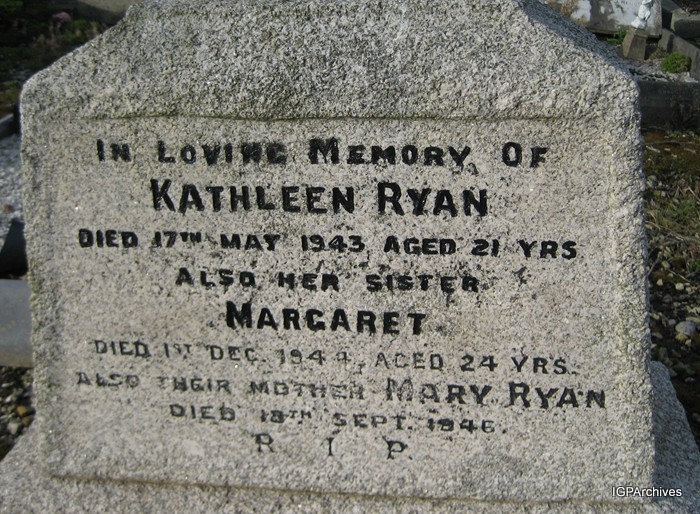 IN LOVING MEMORY OF
KATHLEEN RYAN
DIED 17TH MAY 1943 AGED 21 YRS
ALSO HER SISTER
MARGARET
DIED 1ST DEC. 1944, AGED 24 YRS.
ALSO THEIR MOTHER MARY RYAN
DIED 18TH SEPT. 1946.
R I P.
IGPArchives